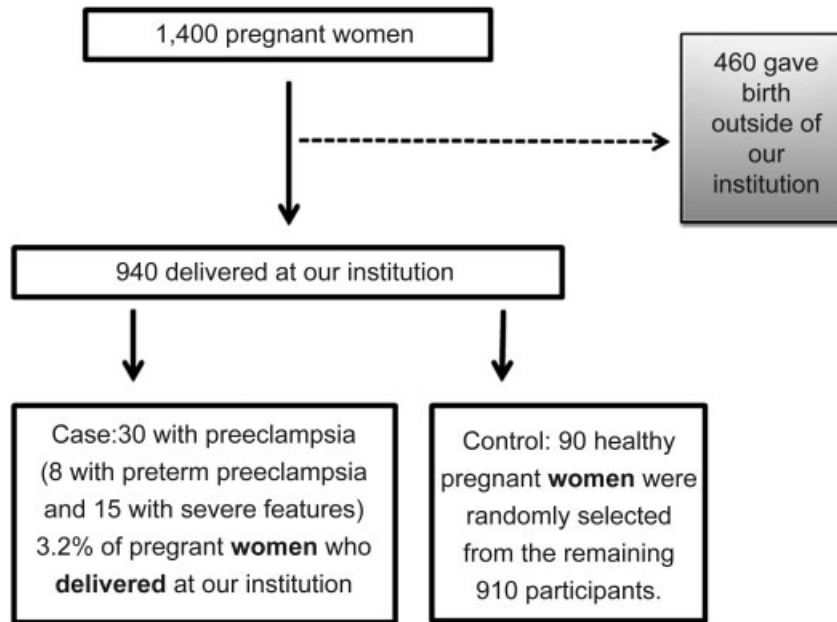 1,400 pregnant women
460 gave
birth
outside of
our
institution
940 delivered at our institution
Case:30 with preeclampsia
(8 with preterm preeclampsia
and 15 with severe features)
3.2% of pregrant women who
delivered at our institution
Control: 90 healthy
pregnant women were
randomly selected
from the remaining
910 participants.